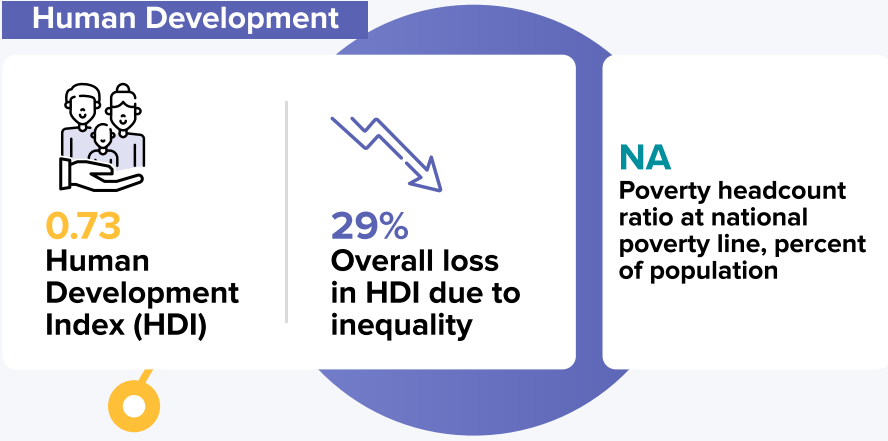 Human Development
0.73
Human
Development
Index (HDI)
29%
Overall loss
in HDI due to
inequality
NA
Poverty headcount
ratio at national
poverty line, percent
of population